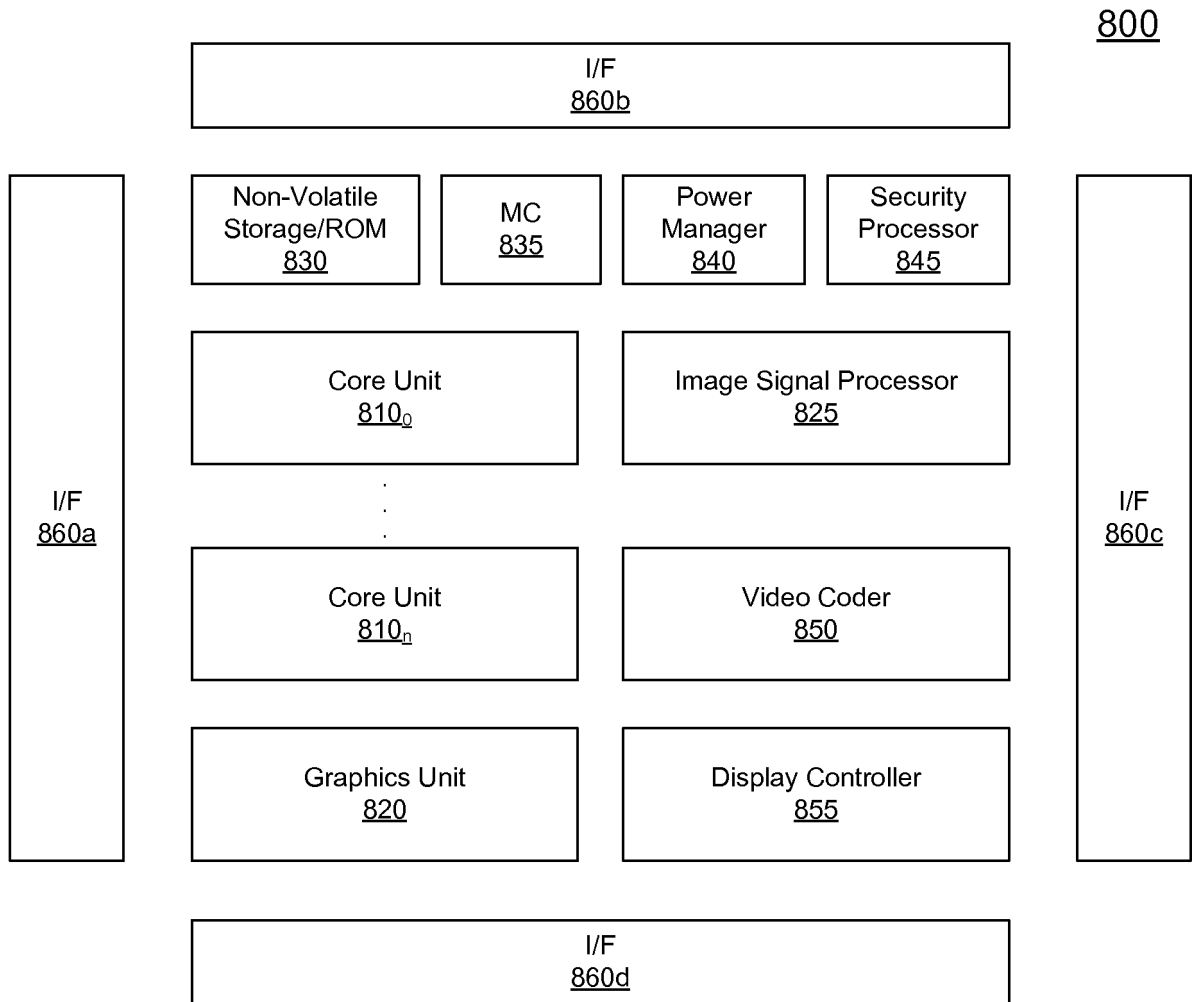 800
I/F
860b
Non-Volatile
Storage/ROM
830
MC
835
Power
Manager
840
Security
Processor
845
I/F
860a
Core Unit
810₀
Image Signal Processor
825
I/F
860c
Core Unit
810ₙ
Video Coder
850
Graphics Unit
820
Display Controller
855
I/F
860d